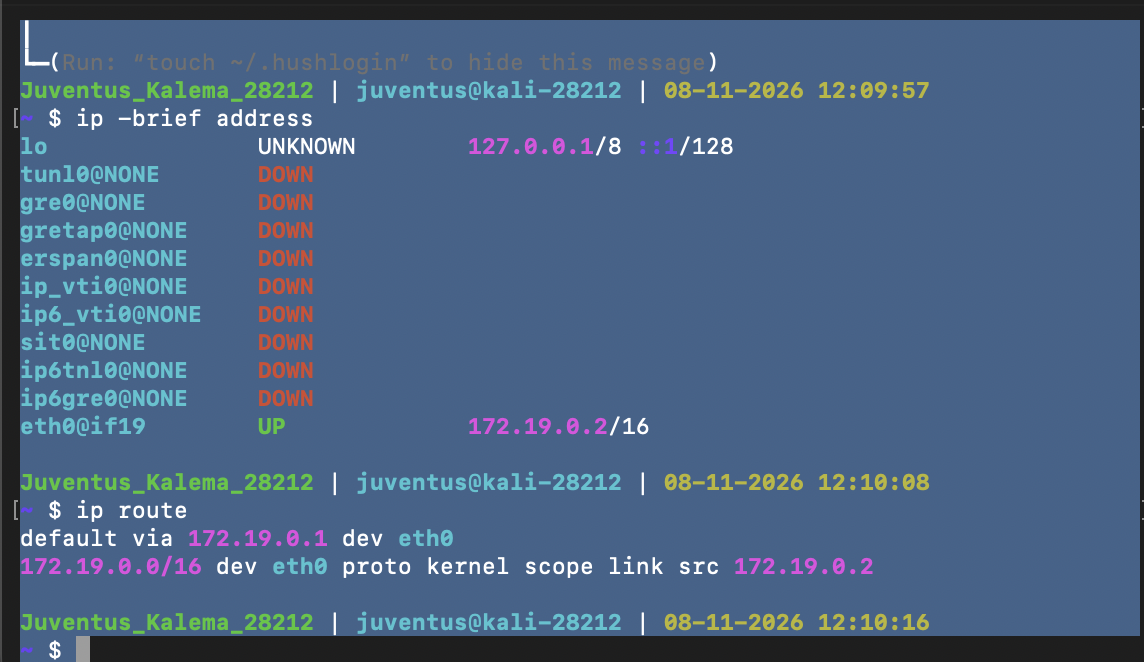 └─(Run: “touch ~/.hushlogin” to hide this message)
Juventus_Kalema_28212 | juventus@kali-28212 | 08-11-2026 12:09:57
[~ $ ip -brief address
lo UNKNOWN 127.0.0.1/8 ::1/128
tunl0@NONE DOWN
gre0@NONE DOWN
gretap0@NONE DOWN
erspan0@NONE DOWN
ip_vti0@NONE DOWN
ip6_vti0@NONE DOWN
sit0@NONE DOWN
ip6tnl0@NONE DOWN
ip6gre0@NONE DOWN
eth0@if19 UP 172.19.0.2/16
Juventus_Kalema_28212 | juventus@kali-28212 | 08-11-2026 12:10:08
[~ $ ip route
default via 172.19.0.1 dev eth0
172.19.0.0/16 dev eth0 proto kernel scope link src 172.19.0.2
Juventus_Kalema_28212 | juventus@kali-28212 | 08-11-2026 12:10:16
~ $